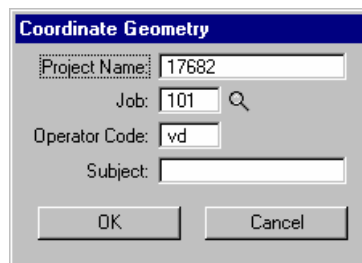 Coordinate Geometry
Project Name: 17682
Job: 101
Operator Code: vd
Subject:
OK Cancel